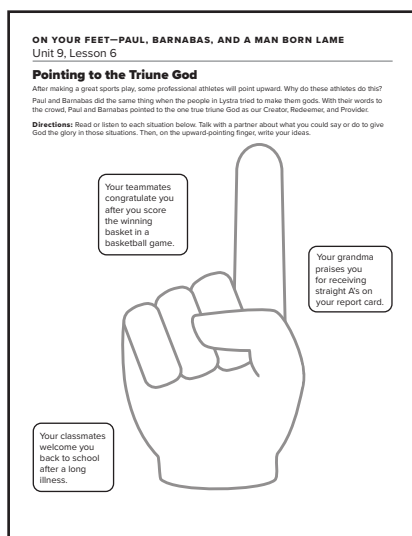 ON YOUR FEET—PAUL, BARNABAS, AND A MAN BORN LAME
Unit 9, Lesson 6
Pointing to the Triune God
After making a great sports play, some professional athletes will point upward. Why do these athletes do this?
Paul and Barnabas did the same thing when the people in Lystra tried to make them gods. With their words to
the crowd, Paul and Barnabas pointed to the one true triune God as our Creator, Redeemer, and Provider.
Directions: Read or listen to each situation below. Talk with a partner about what you could say or do to give
God the glory in those situations. Then, on the upward-pointing finger, write your ideas.
Your teammates
congratulate you
after you score
the winning
basket in a
basketball game.
Your grandma
praises you
for receiving
straight A's on
your report card.
Your classmates
welcome you
back to school
after a long
illness.